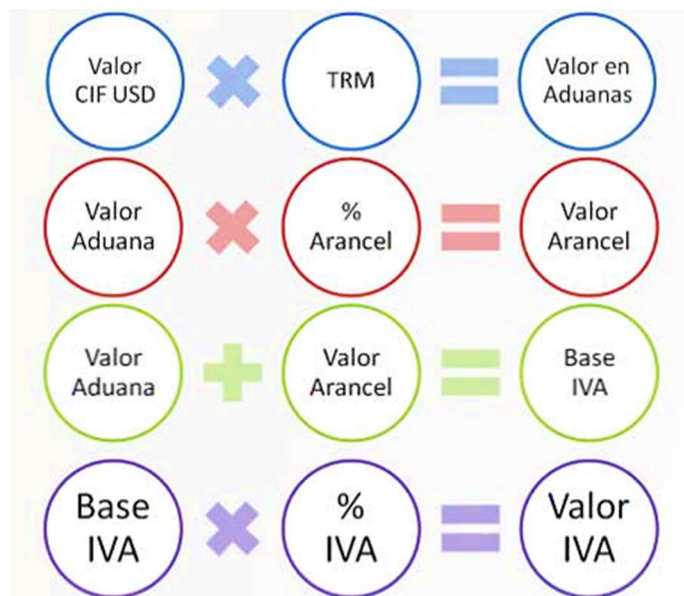 Valor
CIF USD
TRM
Valor en
Aduanas
Valor
Aduana
%
Arancel
Valor
Arancel
Valor
Aduana
Valor
Arancel
Base
IVA
Base
IVA
%
IVA
Valor
IVA